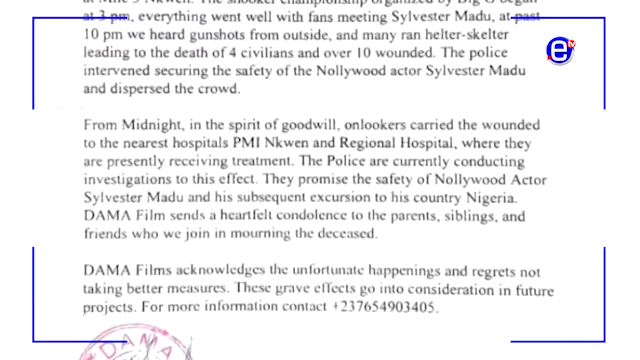 at Mile 3 Nkwen. The snooker championship organized by Big G began
at 3 pm, everything went well with fans meeting Sylvester Madu, at past
10 pm we heard gunshots from outside, and many ran helter-skelter
leading to the death of 4 civilians and over 10 wounded. The police
intervened securing the safety of the Nollywood actor Sylvester Madu
and dispersed the crowd.
From Midnight, in the spirit of goodwill, onlookers carried the wounded
to the nearest hospitals PMI Nkwen and Regional Hospital, where they
are presently receiving treatment. The Police are currently conducting
investigations to this effect. They promise the safety of Nollywood Actor
Sylvester Madu and his subsequent excursion to his country Nigeria.
DAMA Film sends a heartfelt condolence to the parents, siblings, and
friends who we join in mourning the deceased.
DAMA Films acknowledges the unfortunate happenings and regrets not
taking better measures. These grave effects go into consideration in future
projects. For more information contact +237654903405.
DAMA
e tv